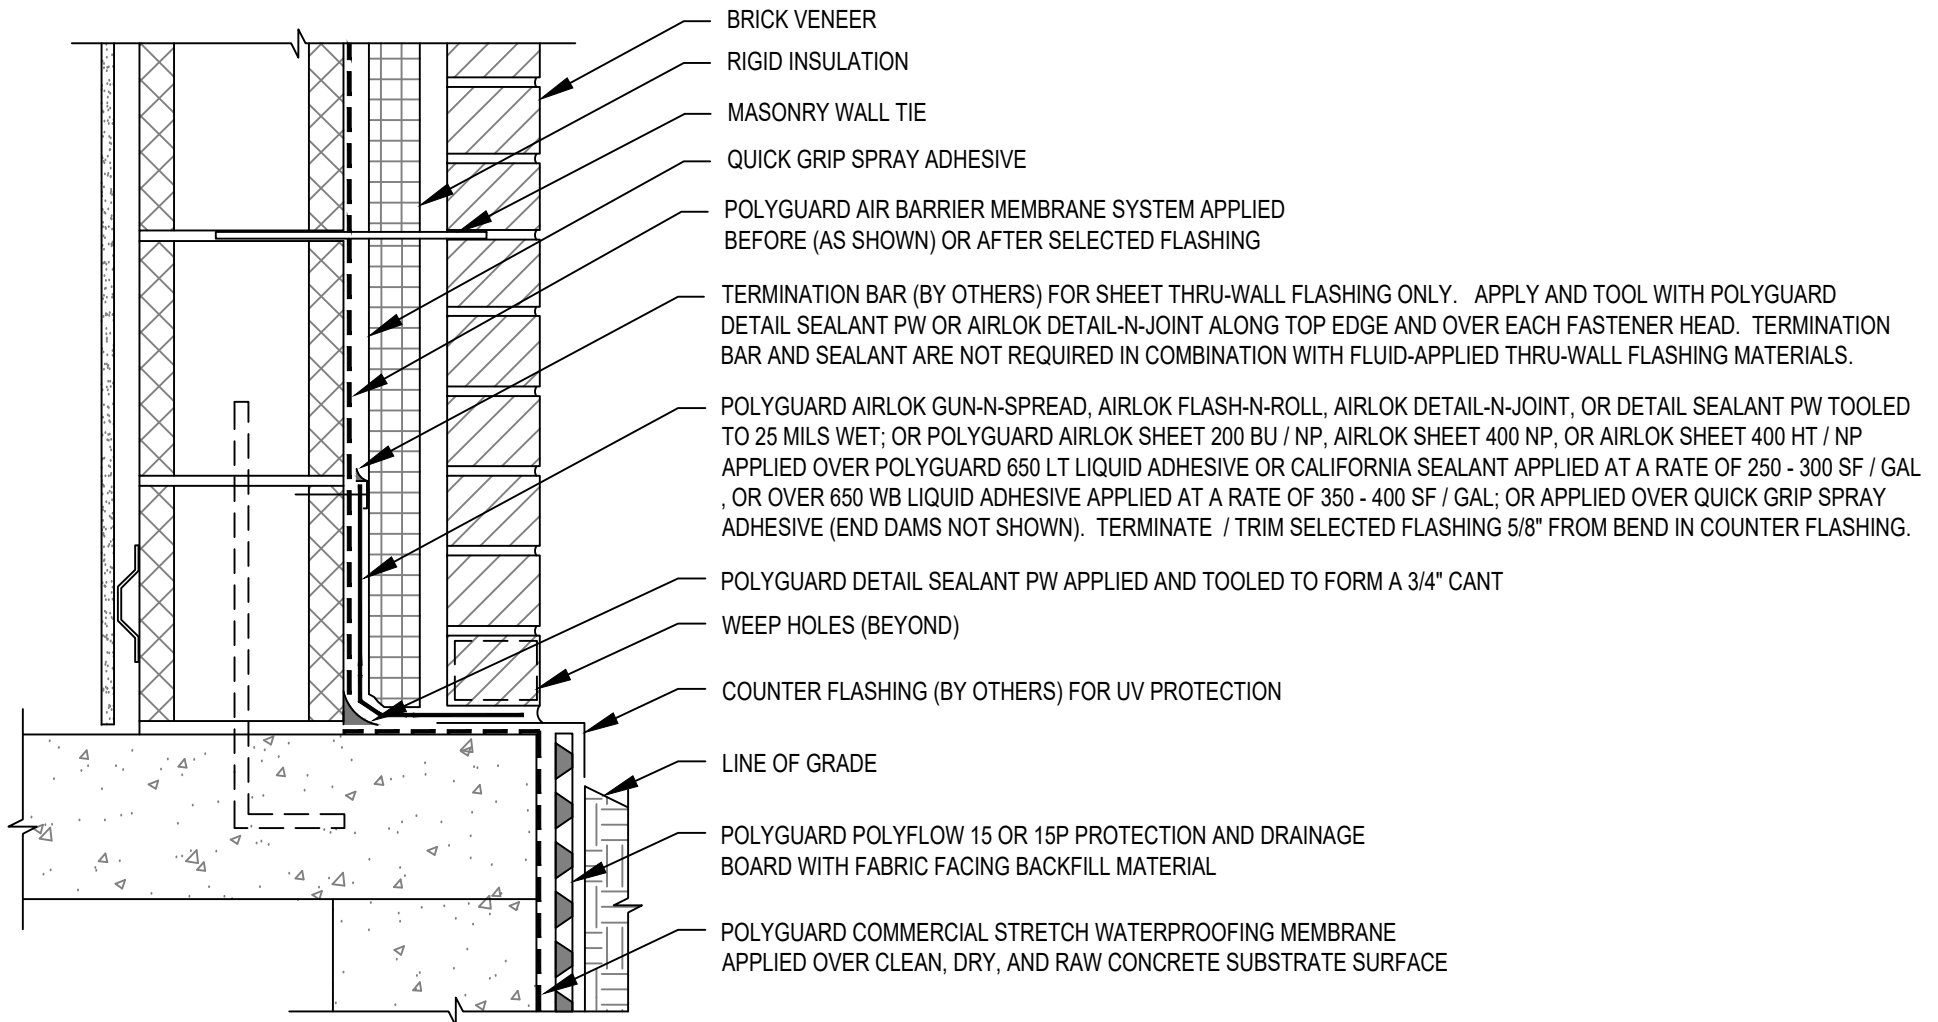 BRICK VENEER
RIGID INSULATION
MASONRY WALL TIE
QUICK GRIP SPRAY ADHESIVE
POLYGUARD AIR BARRIER MEMBRANE SYSTEM APPLIED
BEFORE (AS SHOWN) OR AFTER SELECTED FLASHING
TERMINATION BAR (BY OTHERS) FOR SHEET THRU-WALL FLASHING ONLY. APPLY AND TOOL WITH POLYGUARD
DETAIL SEALANT PW OR AIRLOK DETAIL-N-JOINT ALONG TOP EDGE AND OVER EACH FASTENER HEAD. TERMINATION
BAR AND SEALANT ARE NOT REQUIRED IN COMBINATION WITH FLUID-APPLIED THRU-WALL FLASHING MATERIALS.
POLYGUARD AIRLOK GUN-N-SPREAD, AIRLOK FLASH-N-ROLL, AIRLOK DETAIL-N-JOINT, OR DETAIL SEALANT PW TOOLED
TO 25 MILS WET; OR POLYGUARD AIRLOK SHEET 200 BU / NP, AIRLOK SHEET 400 NP, OR AIRLOK SHEET 400 HT / NP
APPLIED OVER POLYGUARD 650 LT LIQUID ADHESIVE OR CALIFORNIA SEALANT APPLIED AT A RATE OF 250 - 300 SF / GAL
, OR OVER 650 WB LIQUID ADHESIVE APPLIED AT A RATE OF 350 - 400 SF / GAL; OR APPLIED OVER QUICK GRIP SPRAY
ADHESIVE (END DAMS NOT SHOWN). TERMINATE / TRIM SELECTED FLASHING 5/8" FROM BEND IN COUNTER FLASHING.
POLYGUARD DETAIL SEALANT PW APPLIED AND TOOLED TO FORM A 3/4" CANT
WEEP HOLES (BEYOND)
COUNTER FLASHING (BY OTHERS) FOR UV PROTECTION
LINE OF GRADE
POLYGUARD POLYFLOW 15 OR 15P PROTECTION AND DRAINAGE
BOARD WITH FABRIC FACING BACKFILL MATERIAL
POLYGUARD COMMERCIAL STRETCH WATERPROOFING MEMBRANE
APPLIED OVER CLEAN, DRY, AND RAW CONCRETE SUBSTRATE SURFACE